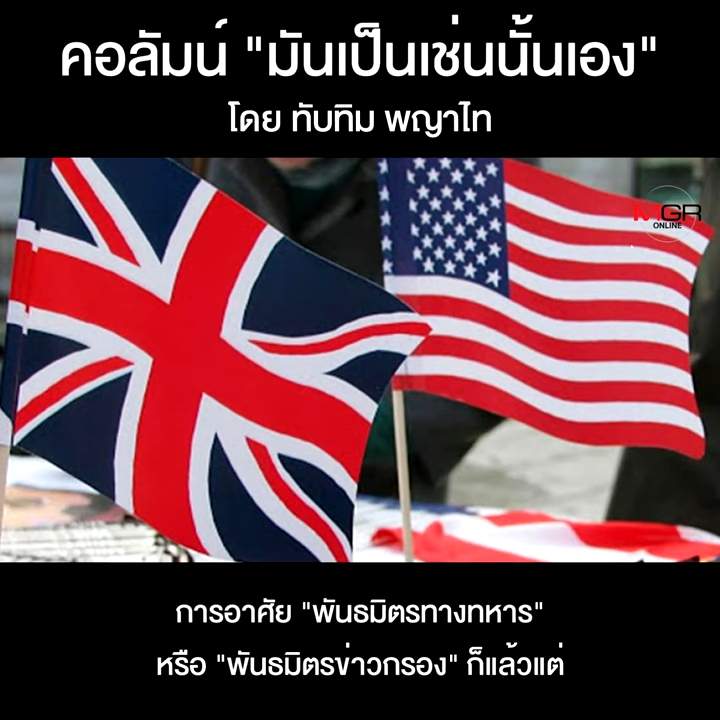 คอลัมน์ "มันเป็นเช่นนั้นเอง"
โดย ทับทิม พญาไท
MGR
ONLINE
การอาศัย "พันธมิตรทางทหาร"
หรือ "พันธมิตรข่าวกรอง" ก็แล้วแต่